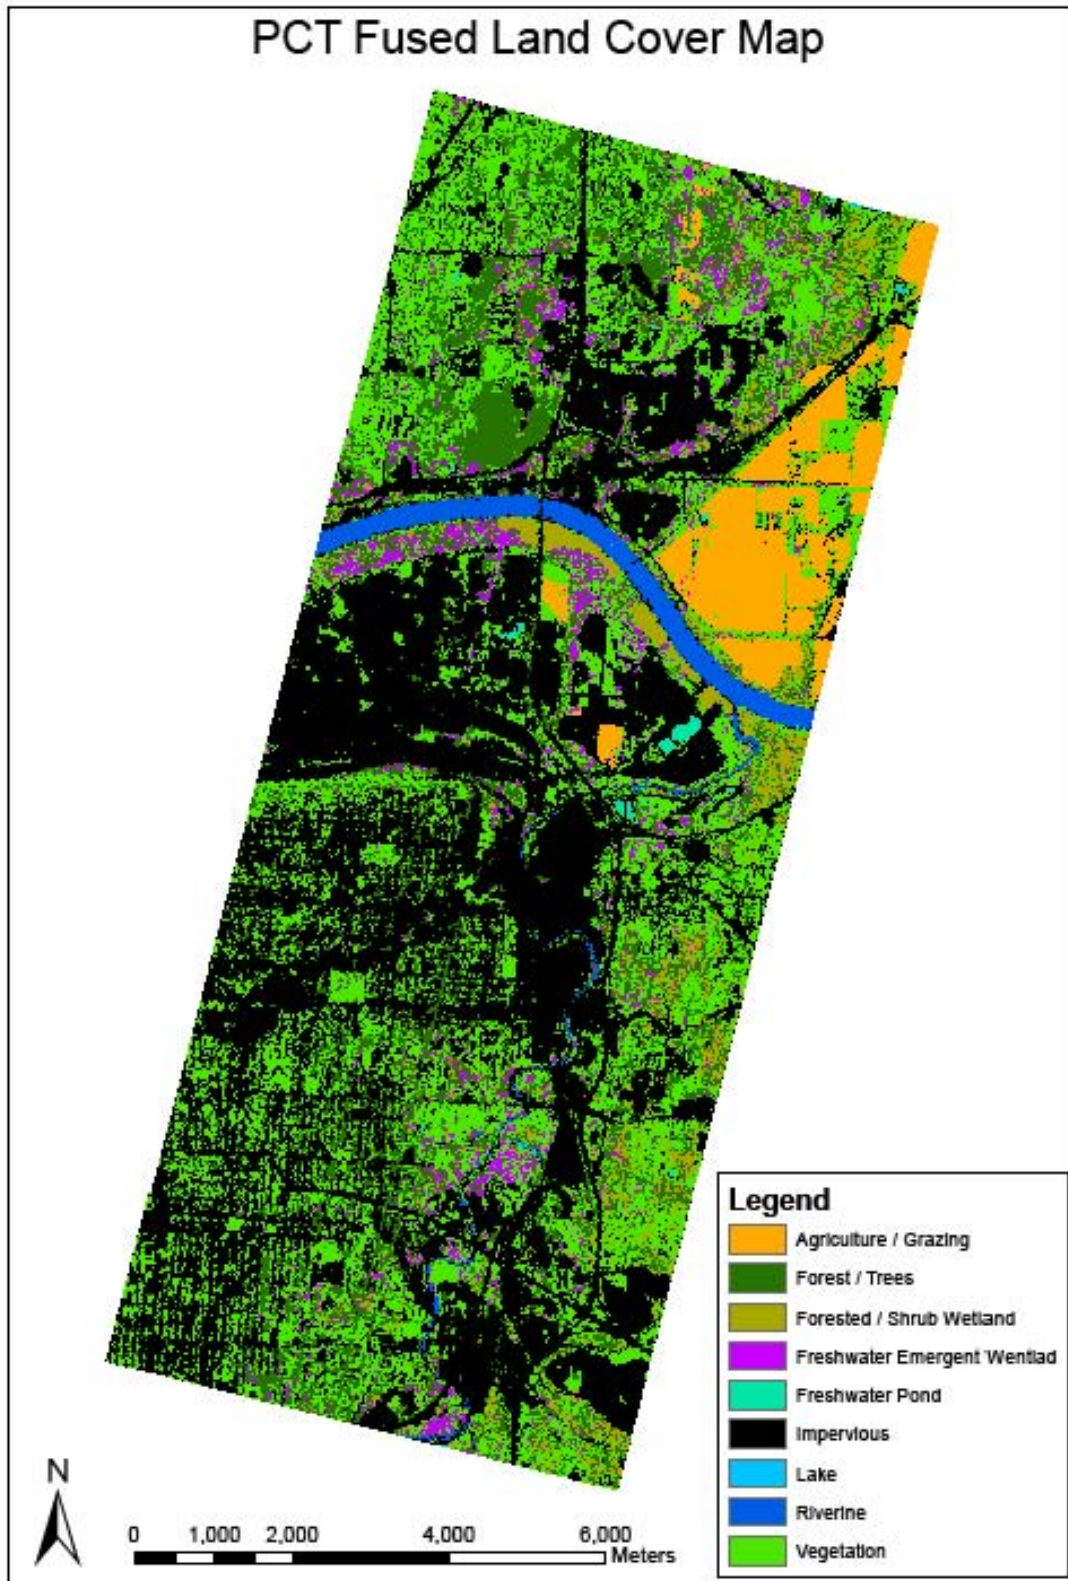 PCT Fused Land Cover Map
Legend
Agriculture / Grazing
Forest / Trees
Forested / Shrub Wetland
Freshwater Emergent 'Wentlad
Freshwater Pond
Impervious
Lake
Riverine
Vegetation
N
0 1,000 2,000 4,000 6,000
Meters